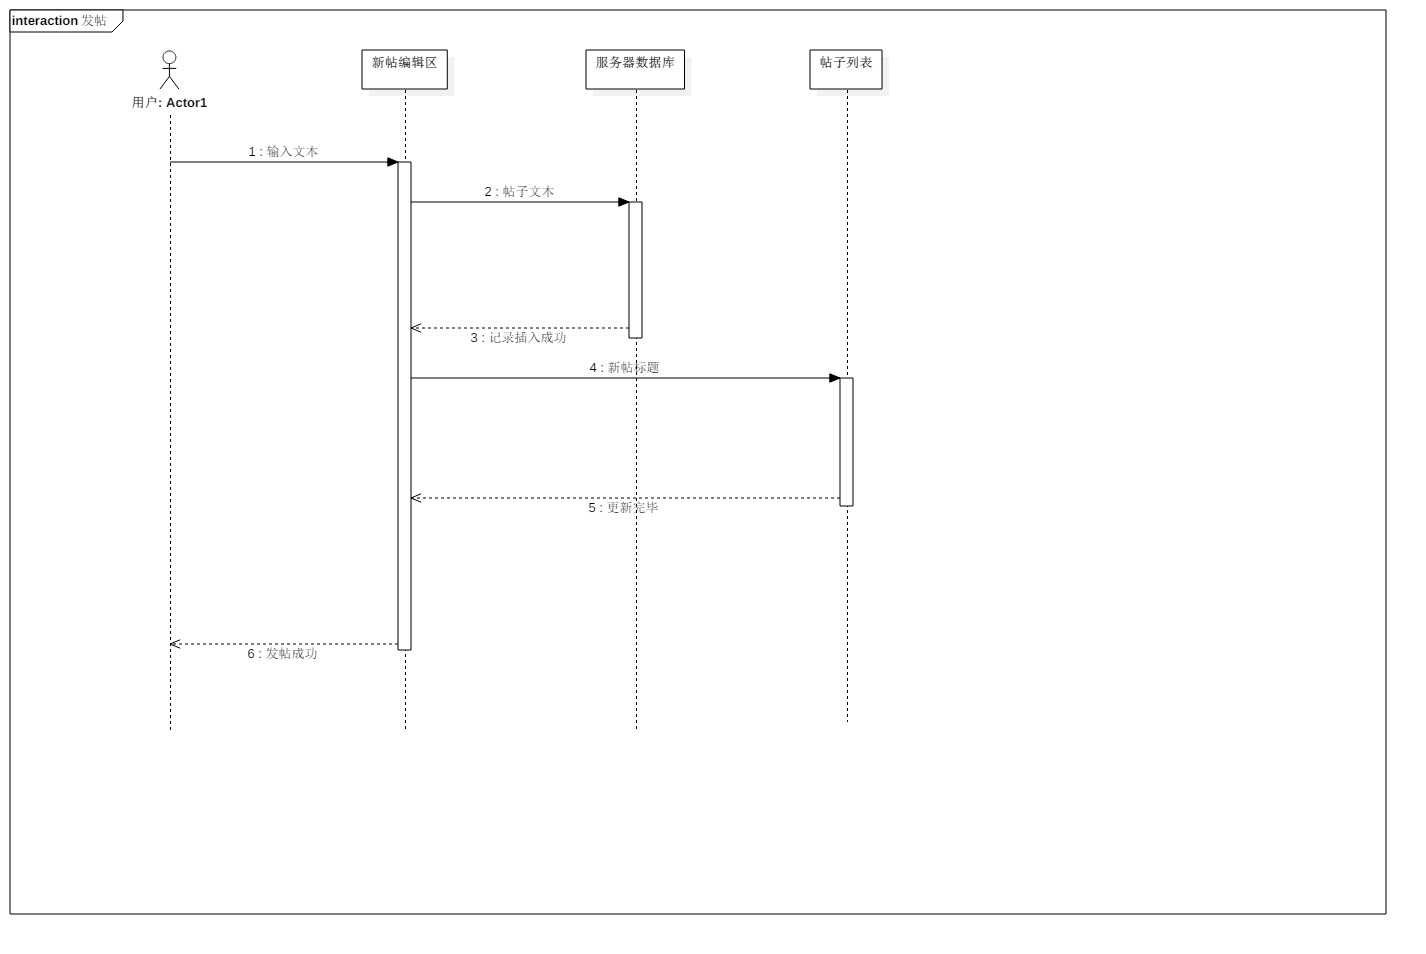 interaction 发帖
用户: Actor1
新帖编辑区
服务器数据库
帖子列表
1 : 输入文本
2 : 帖子文本
3 : 记录插入成功
4 : 新帖标题
5 : 更新完毕
6 : 发帖成功